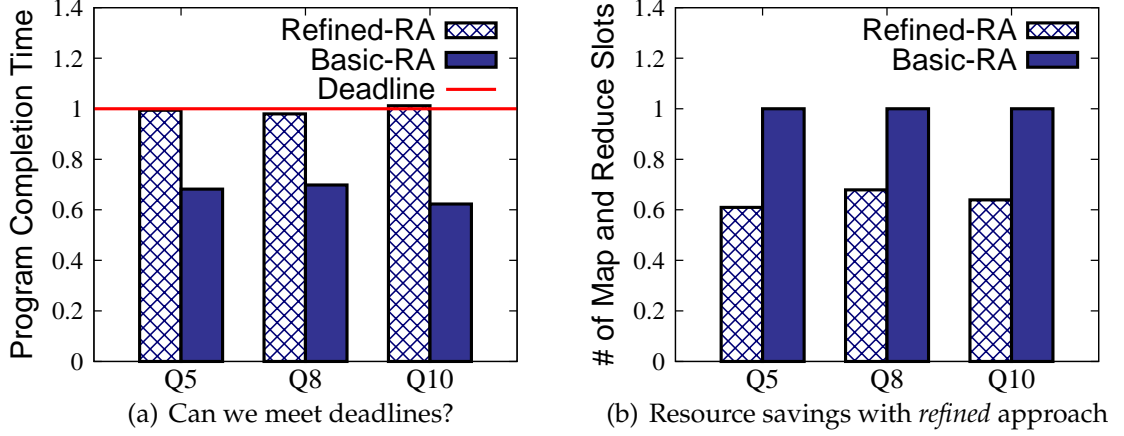 Program Completion Time
1.4
1.2
1
0.8
0.6
0.4
0.2
0
Refined-RA
Basic-RA
Deadline
Q5 Q8 Q10
(a) Can we meet deadlines?
# of Map and Reduce Slots
1.4
1.2
1
0.8
0.6
0.4
0.2
0
Refined-RA
Basic-RA
Q5 Q8 Q10
(b) Resource savings with refined approach